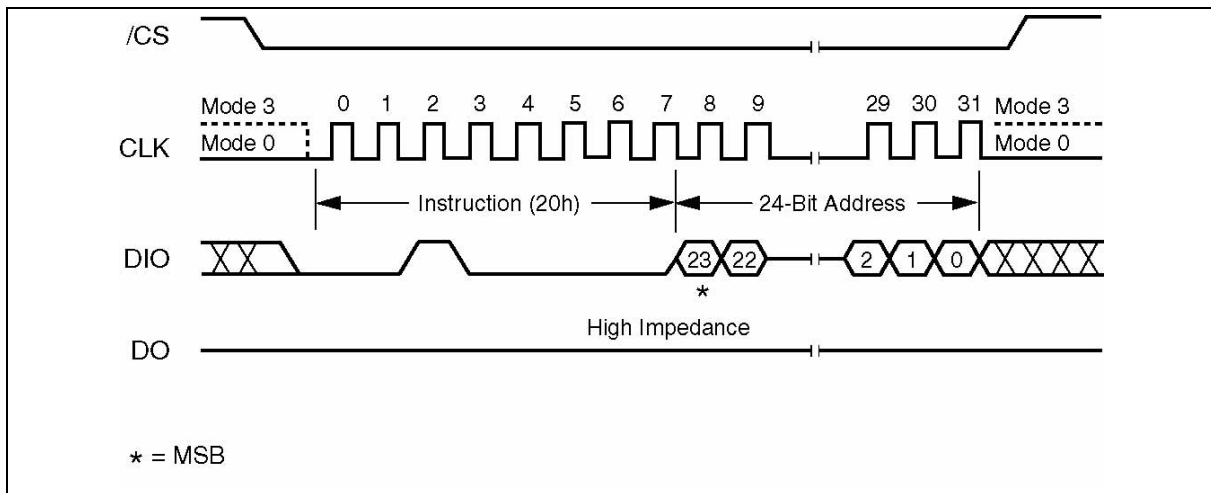 /CS
Mode 3 0 1 2 3 4 5 6 7 8 9 29 30 31 Mode 3
CLK Mode 0 Mode 0
Instruction (20h) 24-Bit Address
DIO 23 22 2 1 0
*
High Impedance
DO
* = MSB